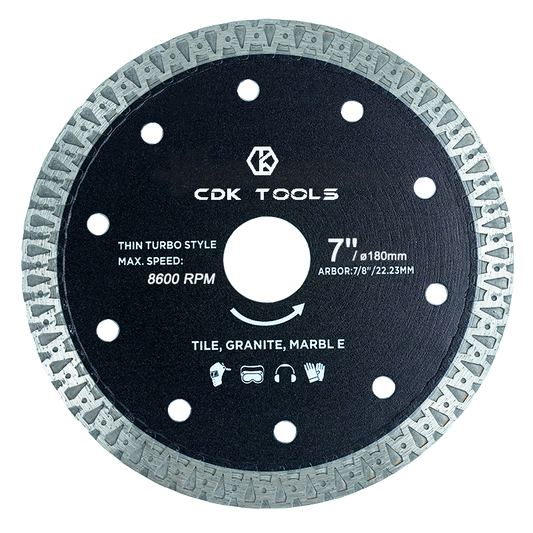 CDK TOOLS
THIN TURBO STYLE
MAX. SPEED:
8600 RPM
7"/ ø180mm
ARBOR:7/8"/22.23MM
TILE, GRANITE, MARBL E